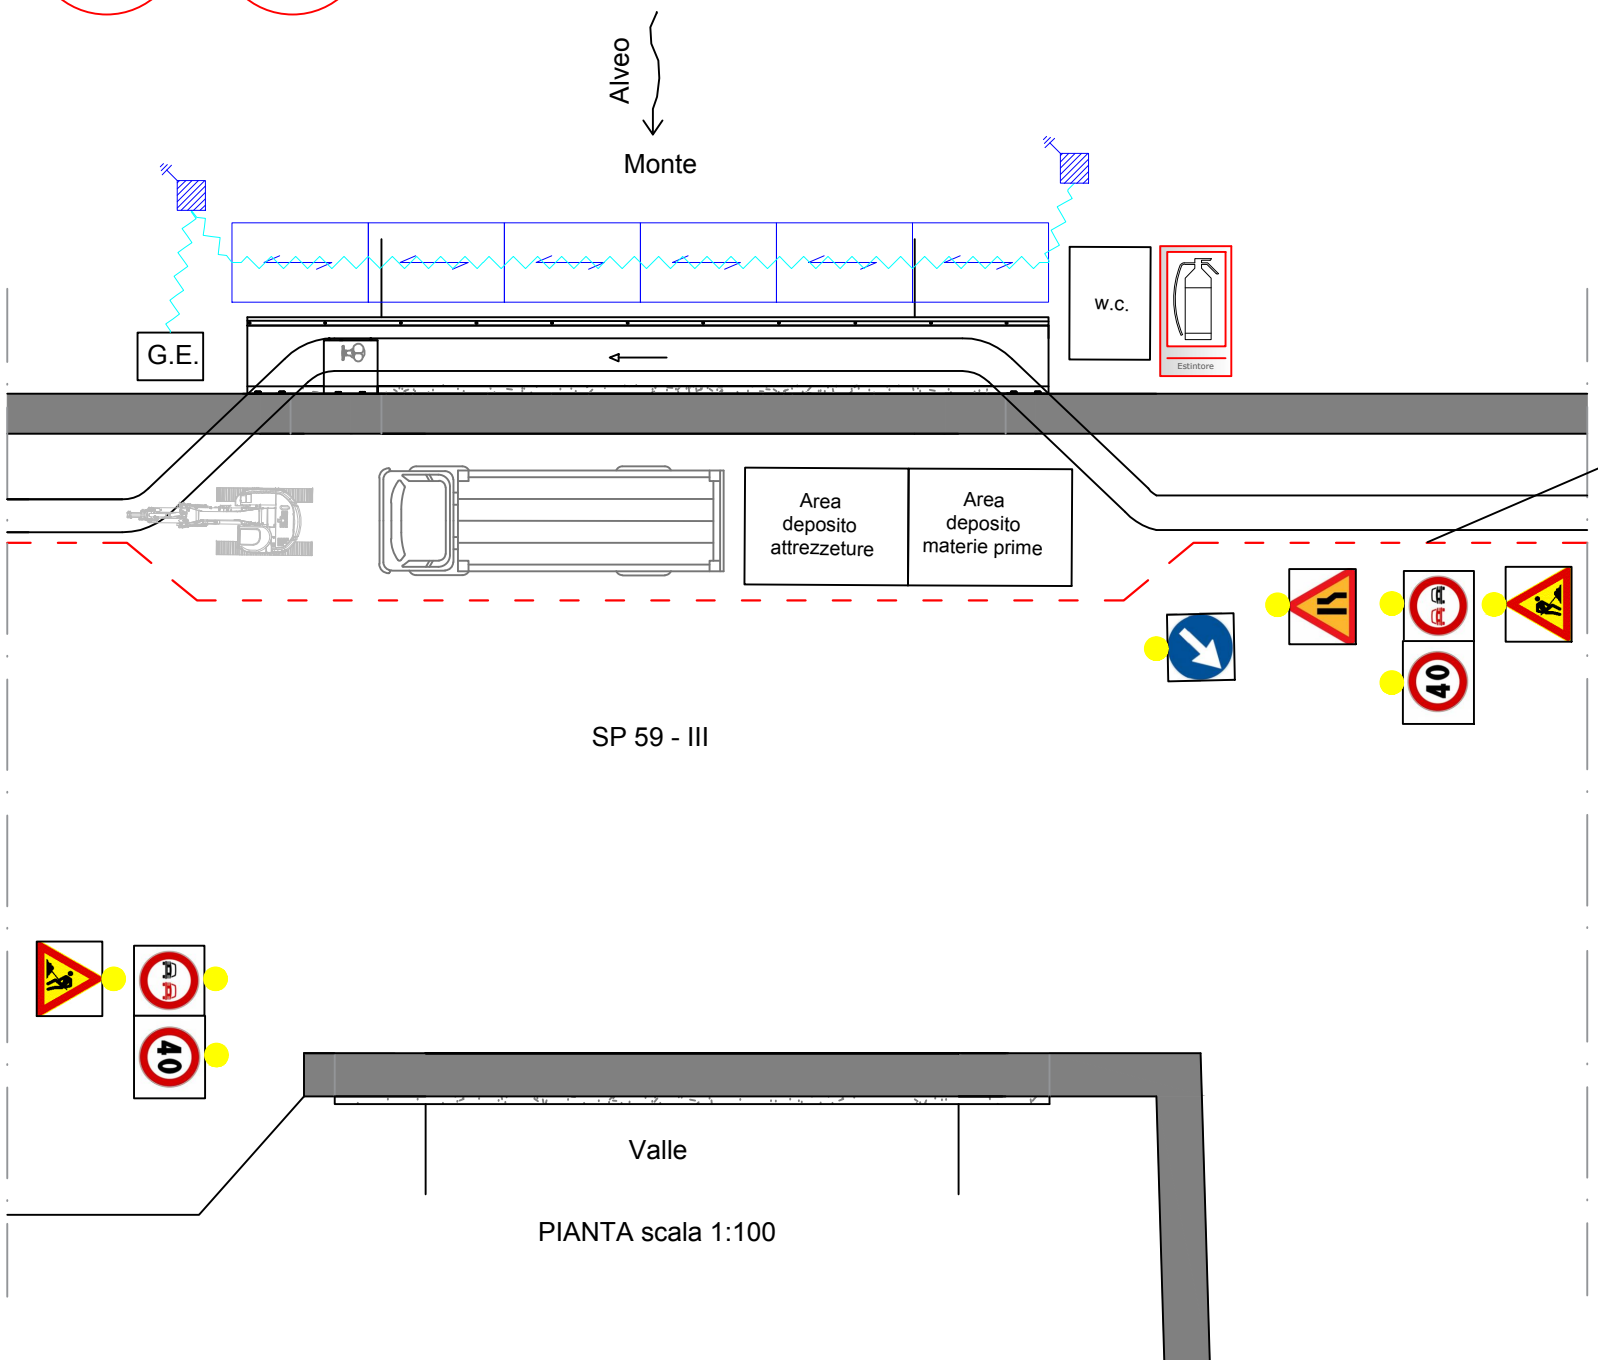 Alveo
Monte
w.c.
Estintore
G.E.
Area
deposito
attrezzeture
Area
deposito
materie prime
40
SP 59 - III
40
Valle
PIANTA scala 1:100